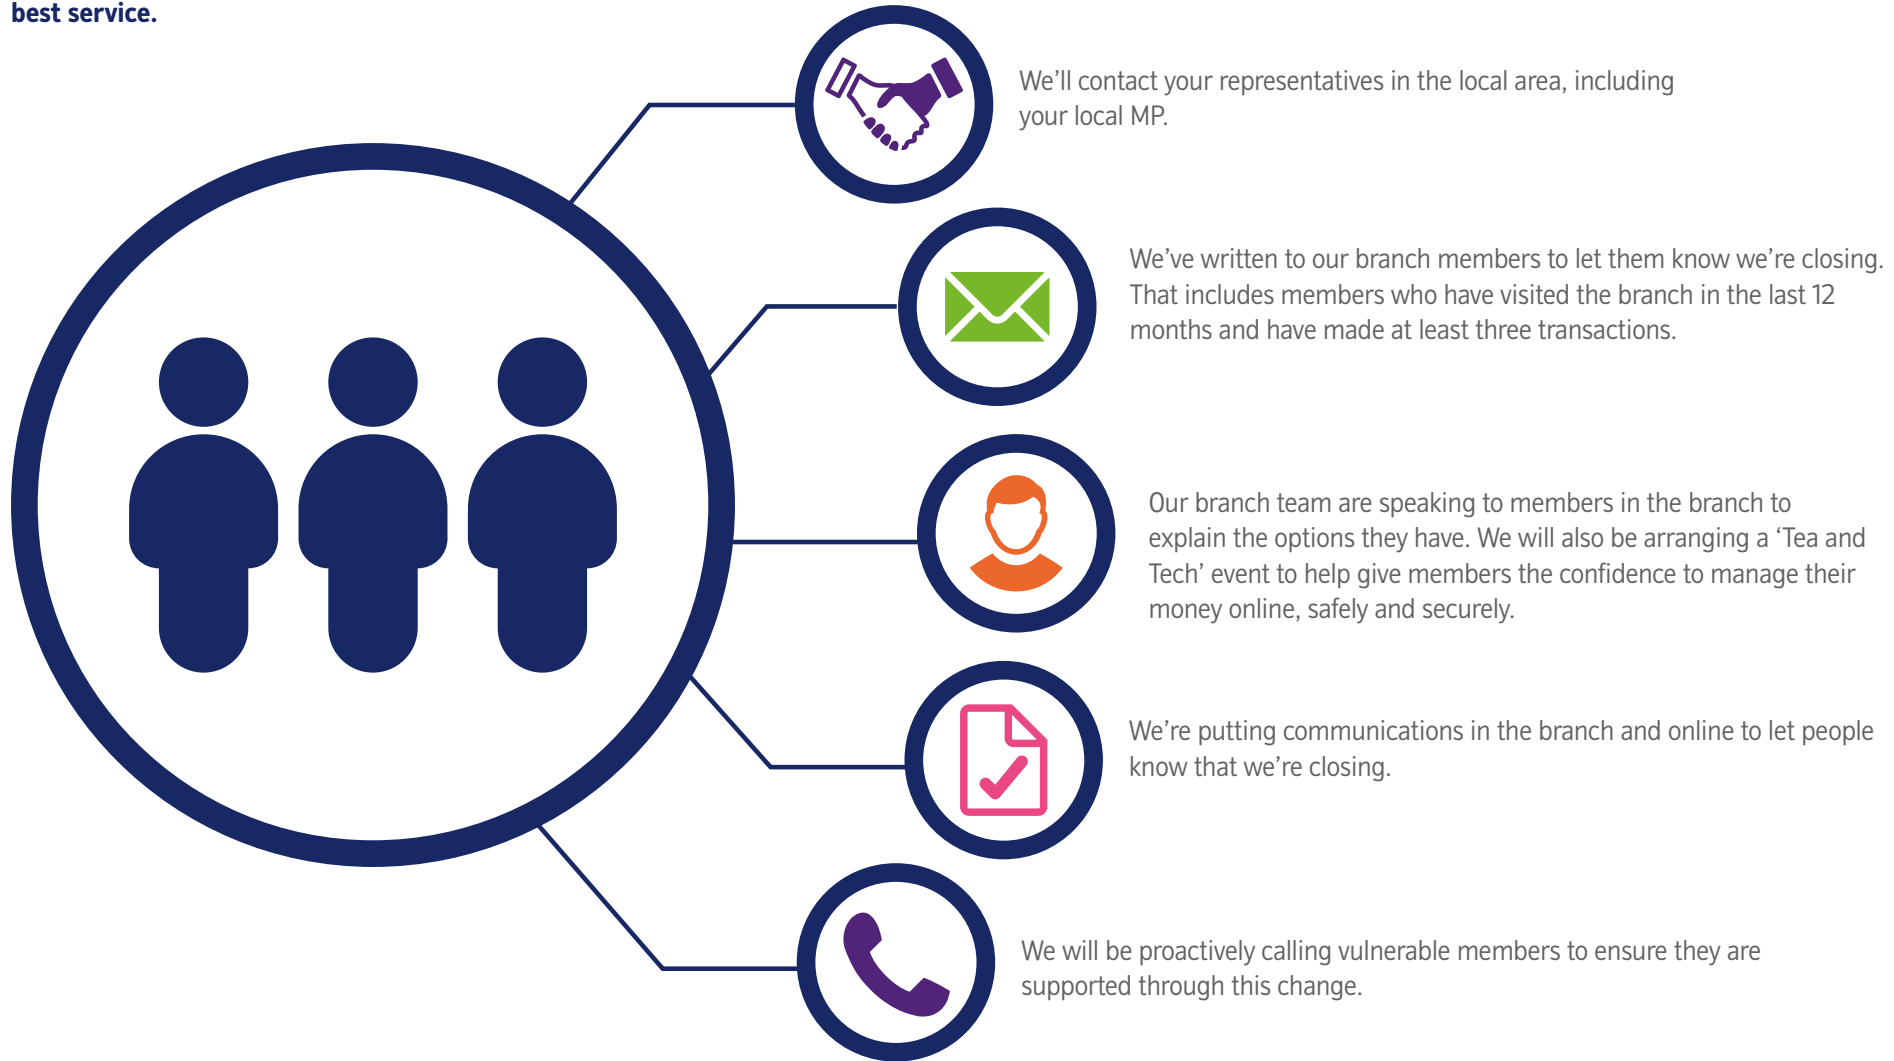 best service.
We’ll contact your representatives in the local area, including
your local MP.
We’ve written to our branch members to let them know we’re closing.
That includes members who have visited the branch in the last 12
months and have made at least three transactions.
Our branch team are speaking to members in the branch to
explain the options they have. We will also be arranging a ‘Tea and
Tech’ event to help give members the confidence to manage their
money online, safely and securely.
We’re putting communications in the branch and online to let people
know that we’re closing.
We will be proactively calling vulnerable members to ensure they are
supported through this change.